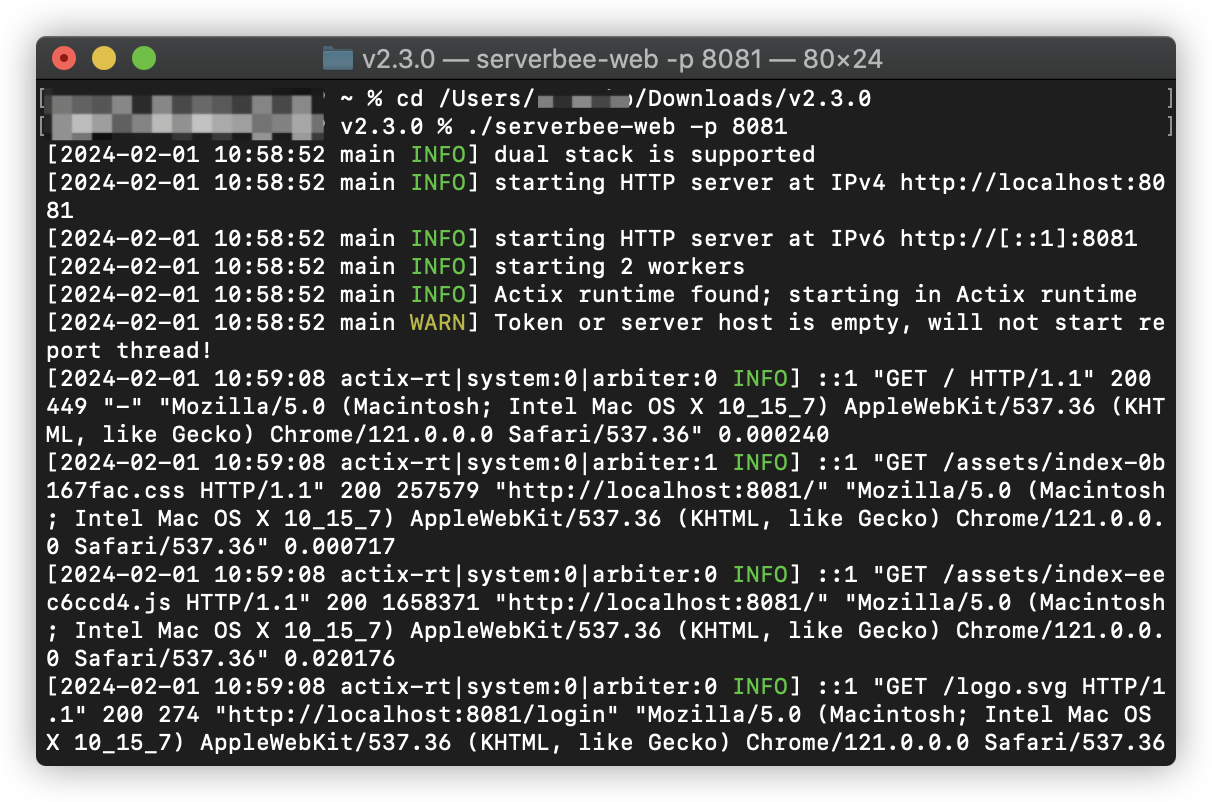 v2.3.0 — serverbee-web -p 8081 — 80×24
[ ~ % cd /Users/ /Downloads/v2.3.0 ]
[ v2.3.0 % ./serverbee-web -p 8081 ]
[2024-02-01 10:58:52 main INFO] dual stack is supported
[2024-02-01 10:58:52 main INFO] starting HTTP server at IPv4 http://localhost:80
81
[2024-02-01 10:58:52 main INFO] starting HTTP server at IPv6 http://[::1]:8081
[2024-02-01 10:58:52 main INFO] starting 2 workers
[2024-02-01 10:58:52 main INFO] Actix runtime found; starting in Actix runtime
[2024-02-01 10:58:52 main WARN] Token or server host is empty, will not start re
port thread!
[2024-02-01 10:59:08 actix-rt|system:0|arbiter:0 INFO] ::1 "GET / HTTP/1.1" 200
449 "-" "Mozilla/5.0 (Macintosh; Intel Mac OS X 10_15_7) AppleWebKit/537.36 (KHT
ML, like Gecko) Chrome/121.0.0.0 Safari/537.36" 0.000240
[2024-02-01 10:59:08 actix-rt|system:0|arbiter:1 INFO] ::1 "GET /assets/index-0b
167fac.css HTTP/1.1" 200 257579 "http://localhost:8081/" "Mozilla/5.0 (Macintosh
; Intel Mac OS X 10_15_7) AppleWebKit/537.36 (KHTML, like Gecko) Chrome/121.0.0.
0 Safari/537.36" 0.000717
[2024-02-01 10:59:08 actix-rt|system:0|arbiter:0 INFO] ::1 "GET /assets/index-ee
c6ccd4.js HTTP/1.1" 200 1658371 "http://localhost:8081/" "Mozilla/5.0 (Macintosh
; Intel Mac OS X 10_15_7) AppleWebKit/537.36 (KHTML, like Gecko) Chrome/121.0.0.
0 Safari/537.36" 0.020176
[2024-02-01 10:59:08 actix-rt|system:0|arbiter:0 INFO] ::1 "GET /logo.svg HTTP/1
.1" 200 274 "http://localhost:8081/login" "Mozilla/5.0 (Macintosh; Intel Mac OS
X 10_15_7) AppleWebKit/537.36 (KHTML, like Gecko) Chrome/121.0.0.0 Safari/537.36